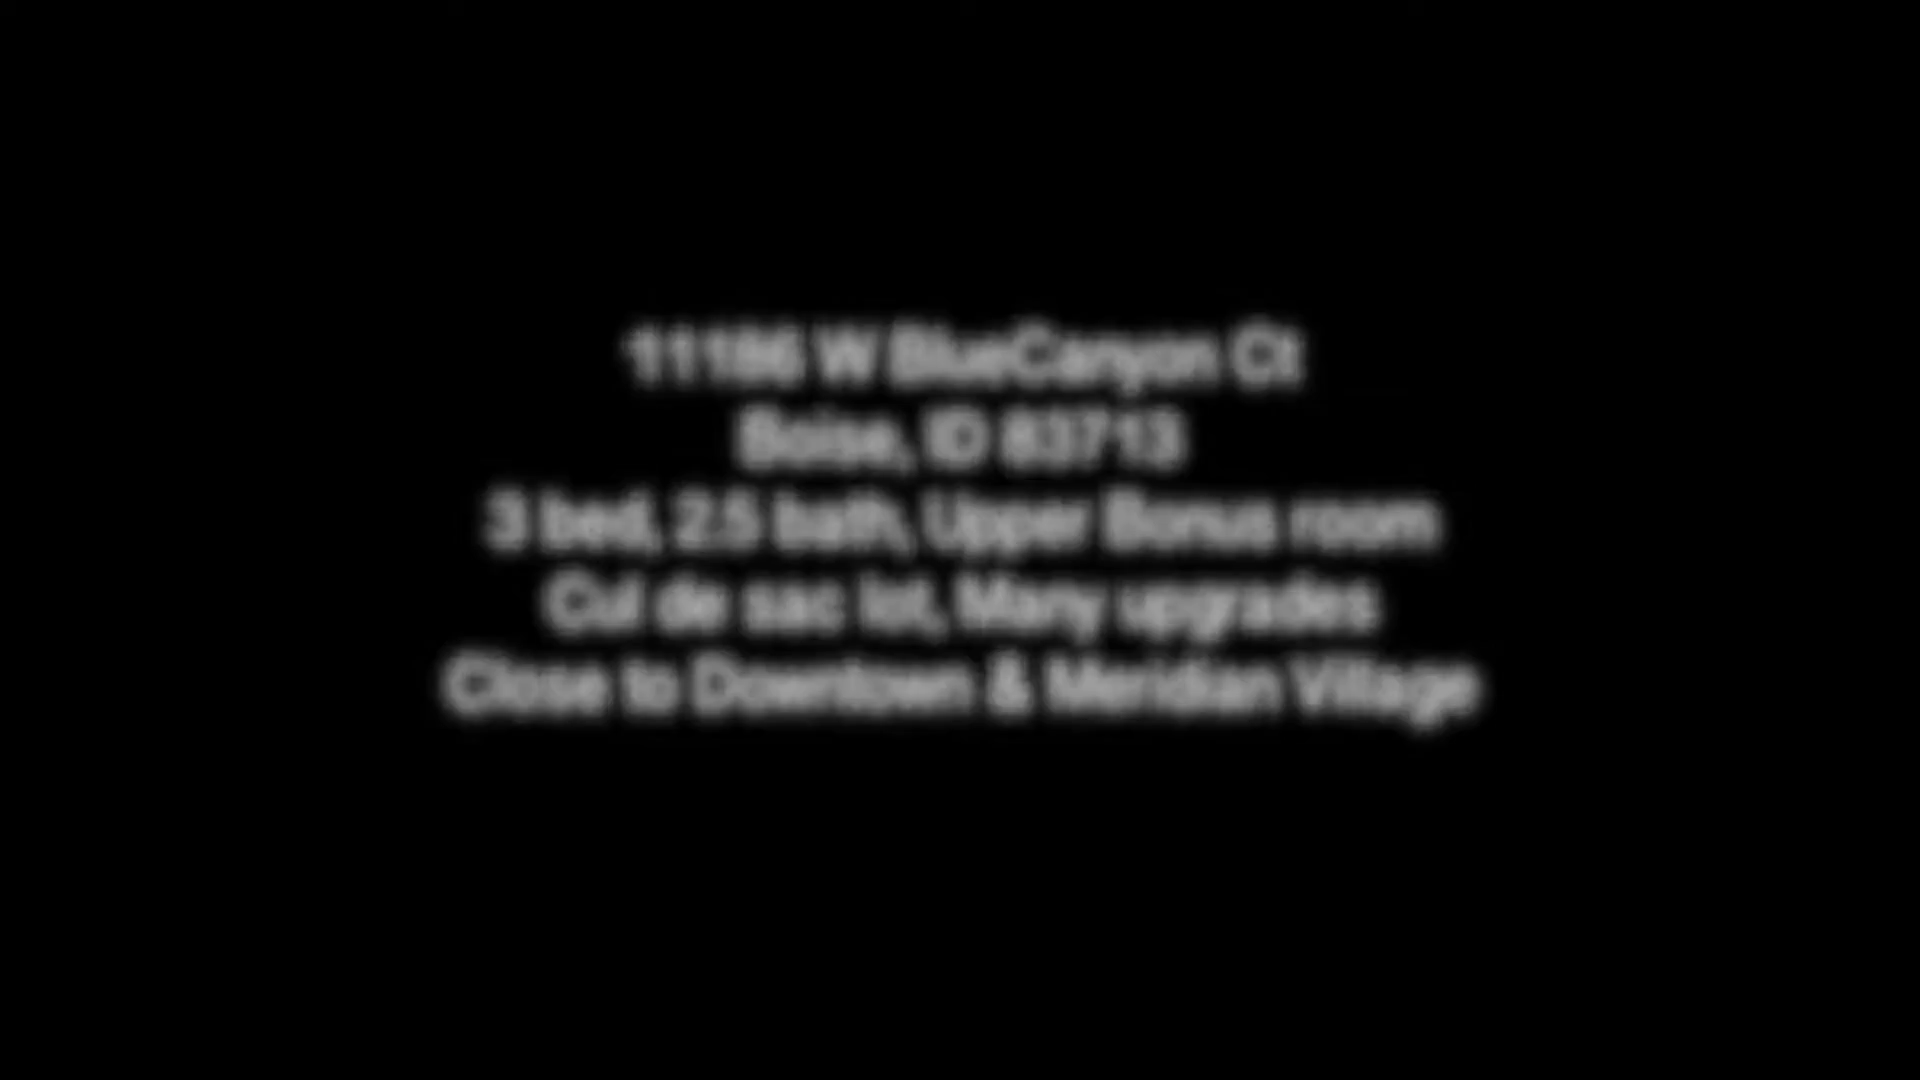 11186 W BlueCanyon Ct
Boise, ID 83713
3 bed, 2.5 bath, Upper Bonus room
Cul de sac lot, Many upgrades
Close to Downtown & Meridian Village